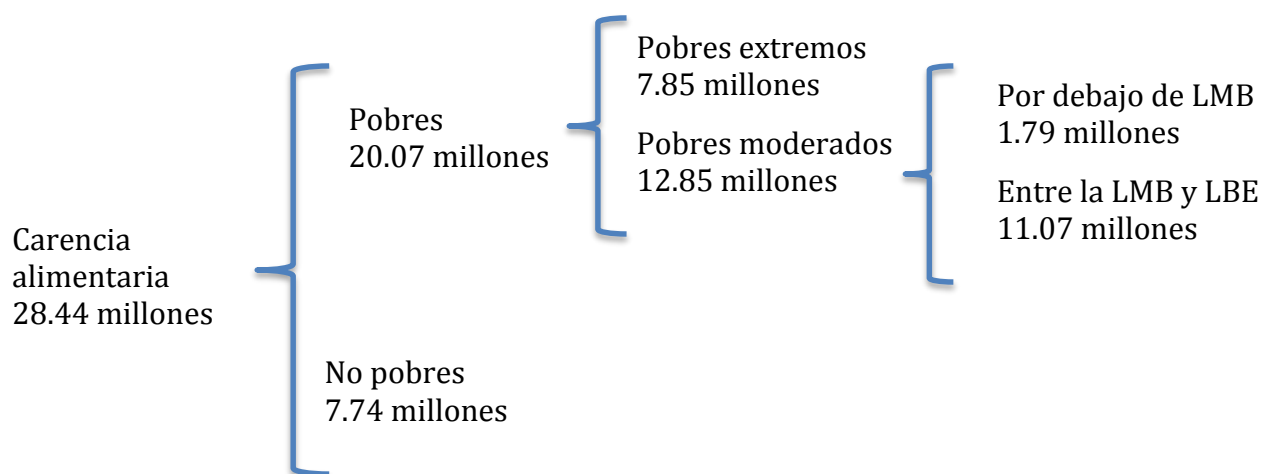 Carencia
alimentaria
28.44 millones
Pobres
20.07 millones
No pobres
7.74 millones
Pobres extremos
7.85 millones
Pobres moderados
12.85 millones
Por debajo de LMB
1.79 millones
Entre la LMB y LBE
11.07 millones